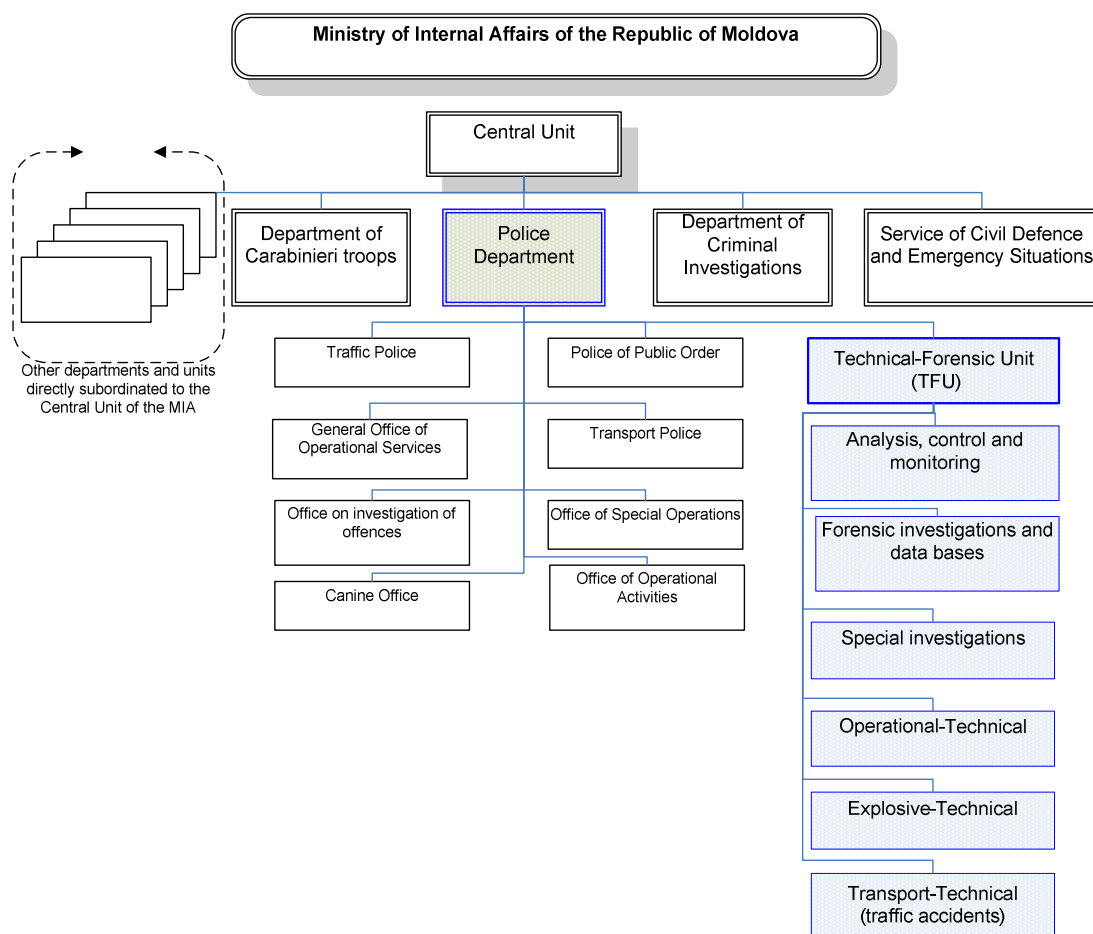 Ministry of Internal Affairs of the Republic of Moldova
Central Unit
Department of
Carabinieri troops
Police
Department
Department of
Criminal
Investigations
Service of Civil Defence
and Emergency Situations
Other departments and units
directly subordinated to the
Central Unit of the MIA
Traffic Police
Police of Public Order
Technical-Forensic Unit
(TFU)
General Office of
Operational Services
Transport Police
Analysis, control and
monitoring
Office on investigation of
offences
Office of Special Operations
Forensic investigations and
data bases
Canine Office
Office of Operational
Activities
Special investigations
Operational-Technical
Explosive-Technical
Transport-Technical
(traffic accidents)